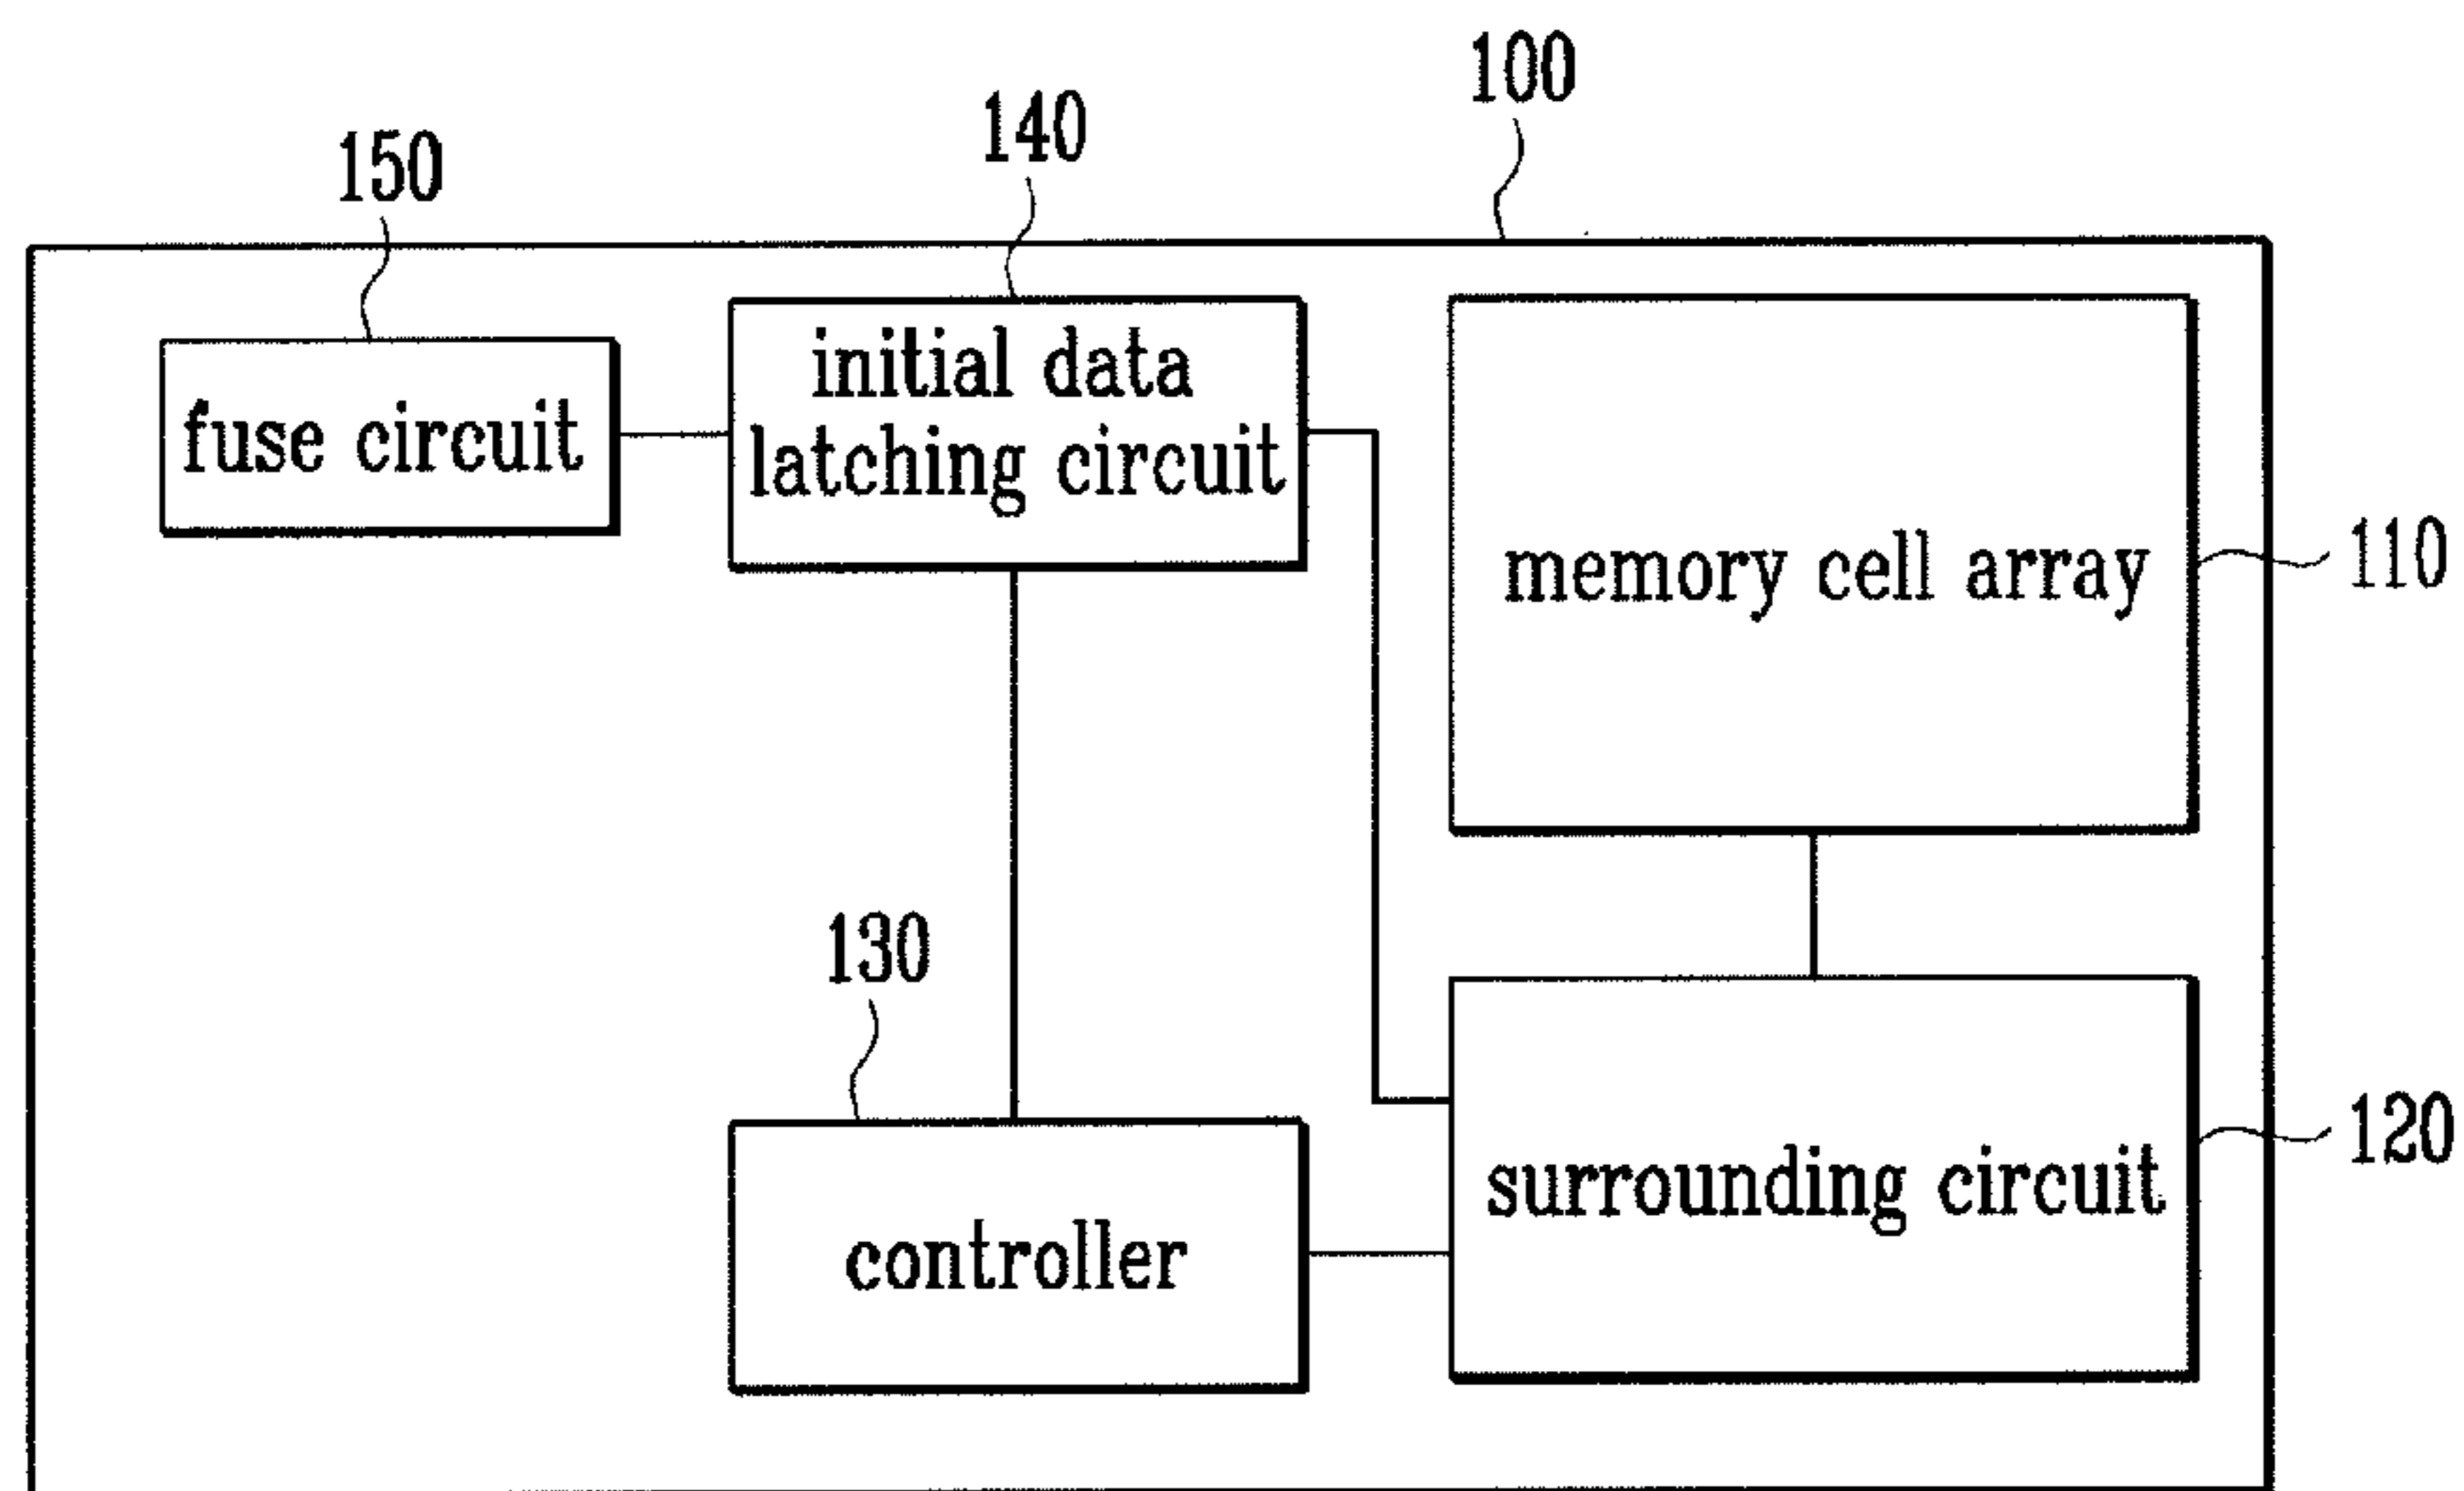 100
140
150
initial data
latching circuit
fuse circuit
memory cell array
110
130
120
surrounding circuit
controller